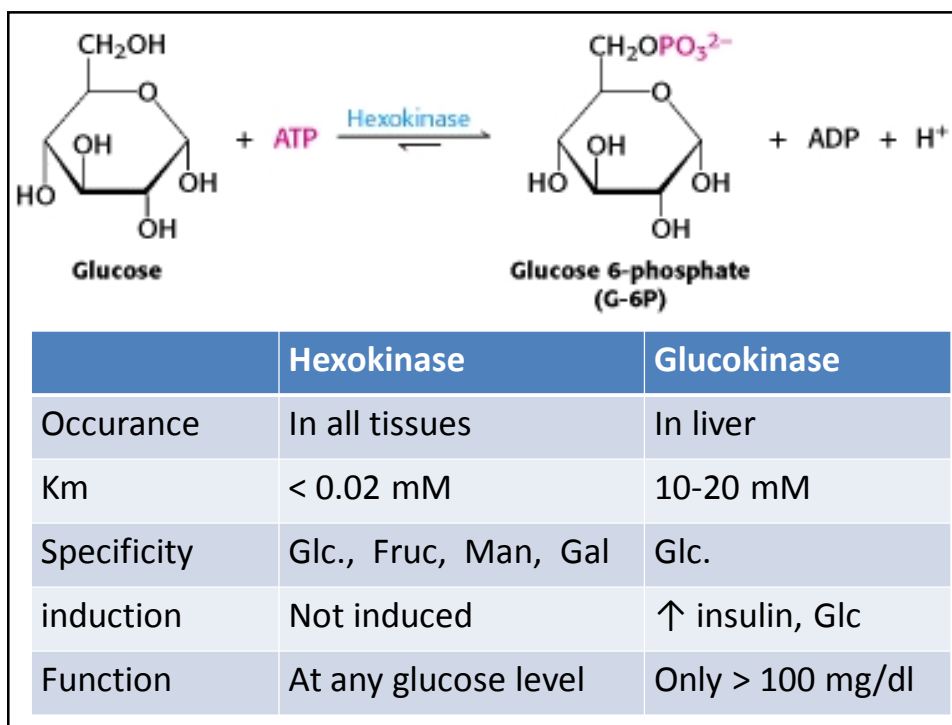 CH₂OH
O
OH
HO
OH
OH
Glucose
+ ATP
Hexokinase
CH₂OPO₃²⁻
O
OH
HO
OH
OH
Glucose 6-phosphate
(G-6P)
+ ADP + H⁺
Hexokinase Glucokinase
Occurance In all tissues In liver
Km < 0.02 mM 10-20 mM
Specificity Glc., Fruc, Man, Gal Glc.
induction Not induced ↑ insulin, Glc
Function At any glucose level Only > 100 mg/dl